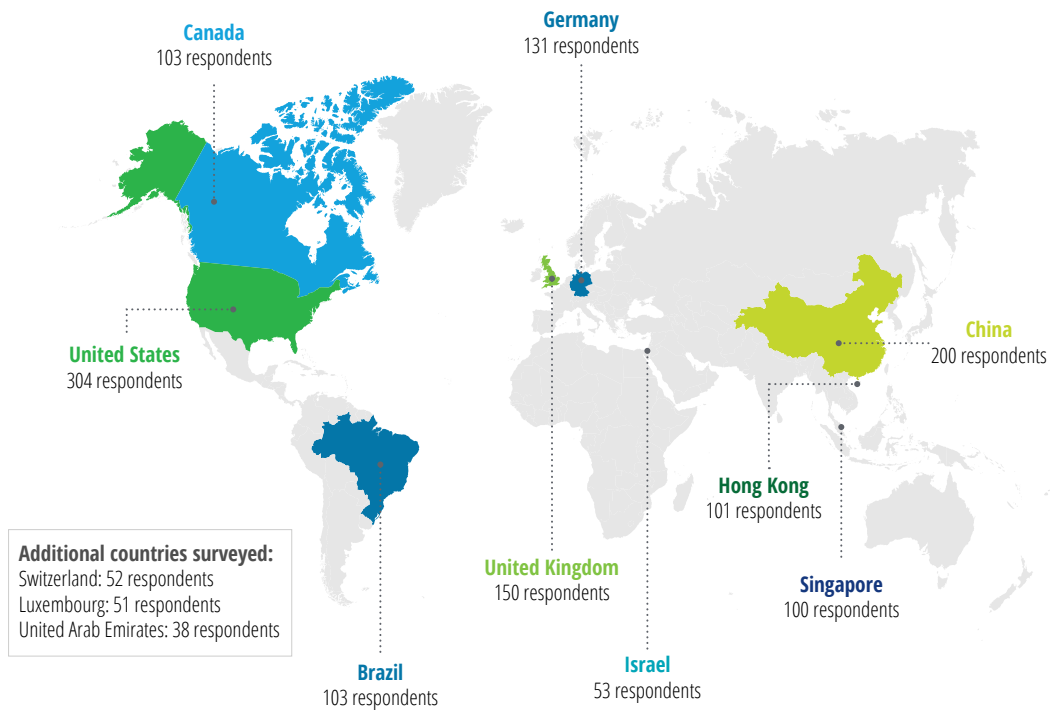 Canada
103 respondents
Germany
131 respondents
United States
304 respondents
China
200 respondents
Hong Kong
101 respondents
United Kingdom
150 respondents
Singapore
100 respondents
Additional countries surveyed:
Switzerland: 52 respondents
Luxembourg: 51 respondents
United Arab Emirates: 38 respondents
Brazil
103 respondents
Israel
53 respondents